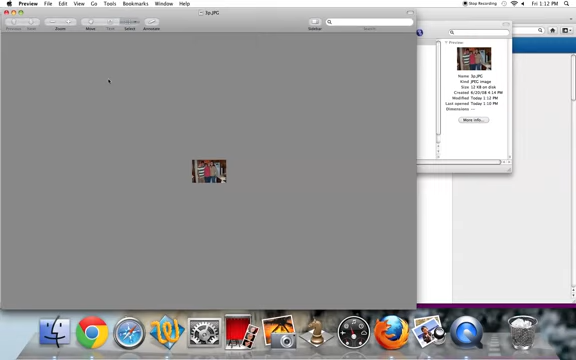 Preview File Edit View Go Tools Bookmarks Window Help
Stop Recording
Fri 1:12 PM
3p.JPG
Previous Next Zoom Move Text Select Annotate Sidebar Search
Preview
Name 3p.JPG
Kind JPEG image
Size 12 KB on disk
Created 6/20/08 4:14 PM
Modified Today 1:12 PM
Last opened Today 1:10 PM
Dimensions --
More info...